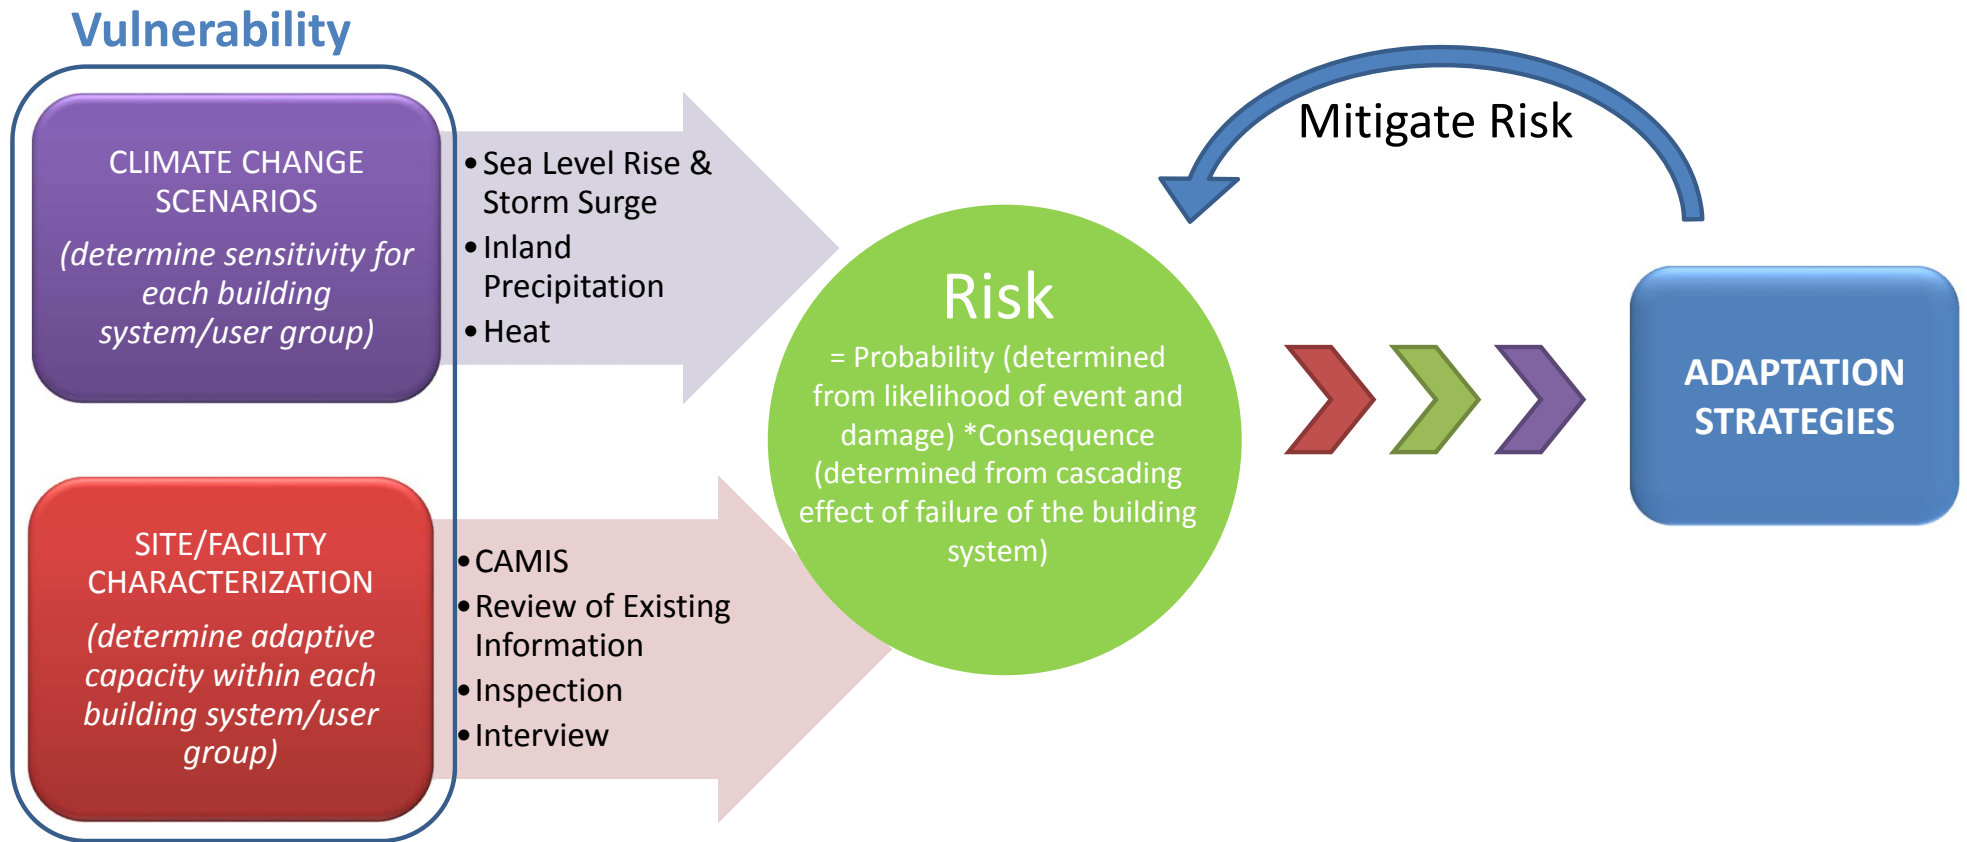 Vulnerability
CLIMATE CHANGE
SCENARIOS
(determine sensitivity for
each building
system/user group)
•Sea Level Rise &
Storm Surge
•Inland
Precipitation
•Heat
SITE/FACILITY
CHARACTERIZATION
(determine adaptive
capacity within each
building system/user
group)
•CAMIS
•Review of Existing
Information
•Inspection
•Interview
Risk
= Probability (determined
from likelihood of event and
damage) *Consequence
(determined from cascading
effect of failure of the building
system)
Mitigate Risk
ADAPTATION
STRATEGIES